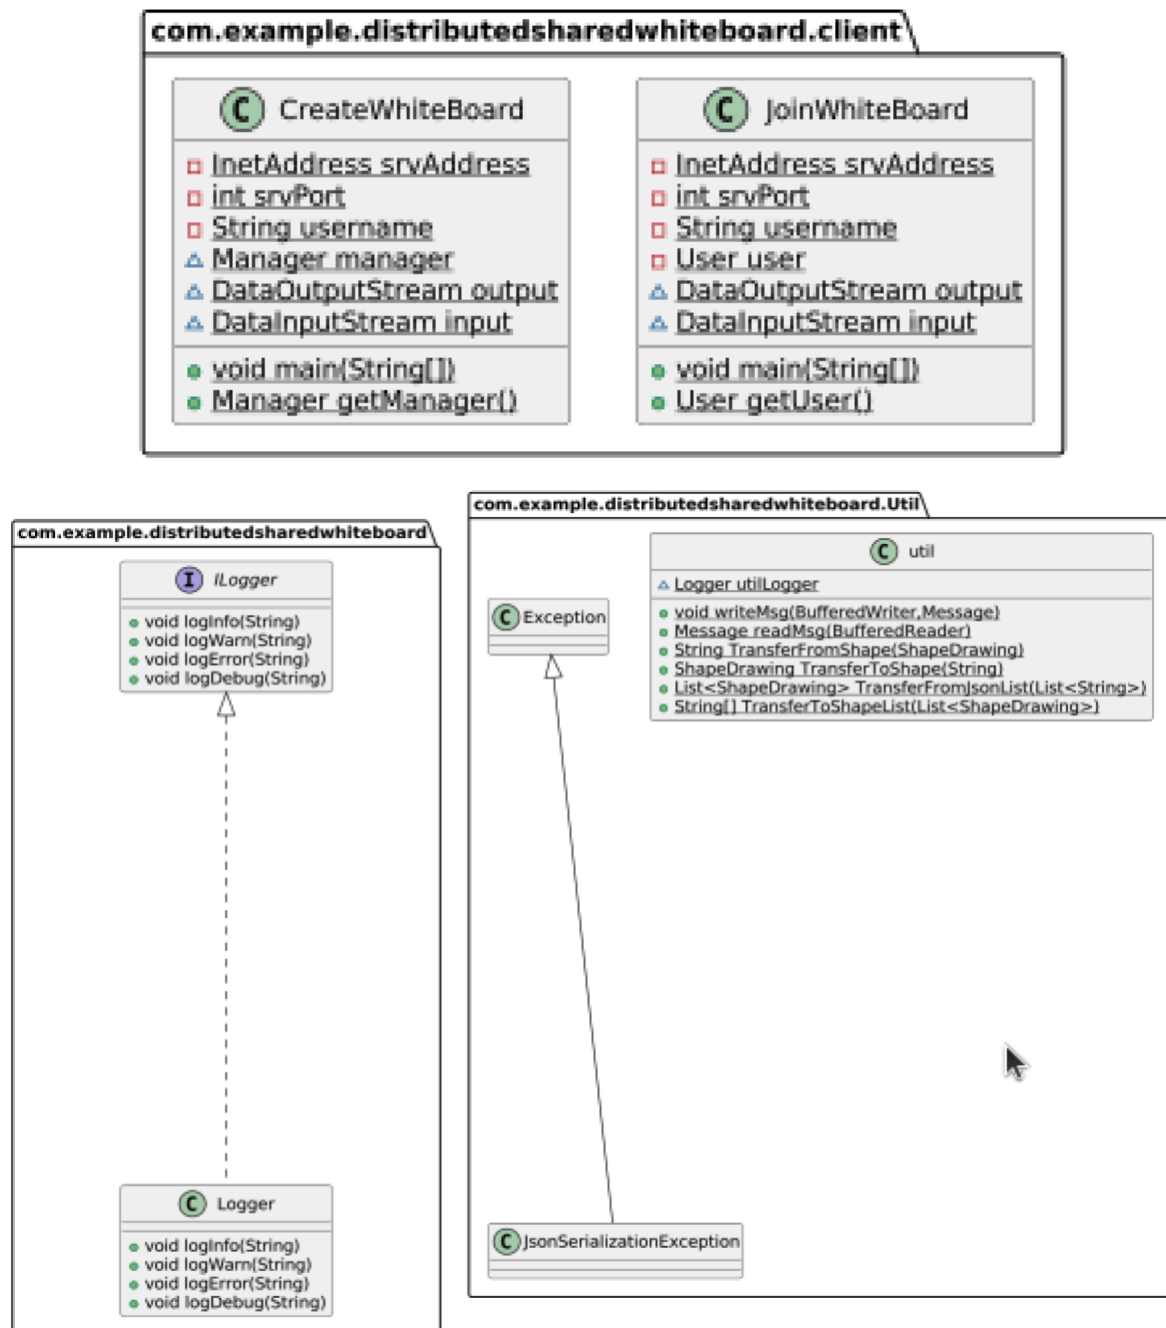 com.example.distributedsharedwhiteboard.client
C CreateWhiteBoard
InetAddress srvAddress
int srvPort
String username
Manager manager
DataOutputStream output
DataInputStream input
void main(String[])
Manager getManager()
C JoinWhiteBoard
InetAddress srvAddress
int srvPort
String username
User user
DataOutputStream output
DataInputStream input
void main(String[])
User getUser()
com.example.distributedsharedwhiteboard
I ILogger
void logInfo(String)
void logWarn(String)
void logError(String)
void logDebug(String)
C Logger
void logInfo(String)
void logWarn(String)
void logError(String)
void logDebug(String)
com.example.distributedsharedwhiteboard.Util
C Exception
C util
Logger utilLogger
void writeMsg(BufferedWriter,Message)
Message readMsg(BufferedReader)
String TransferFromShape(ShapeDrawing)
ShapeDrawing TransferToShape(String)
List<ShapeDrawing> TransferFromJsonList(List<String>)
String[] TransferToShapeList(List<ShapeDrawing>)
C JsonSerializationException